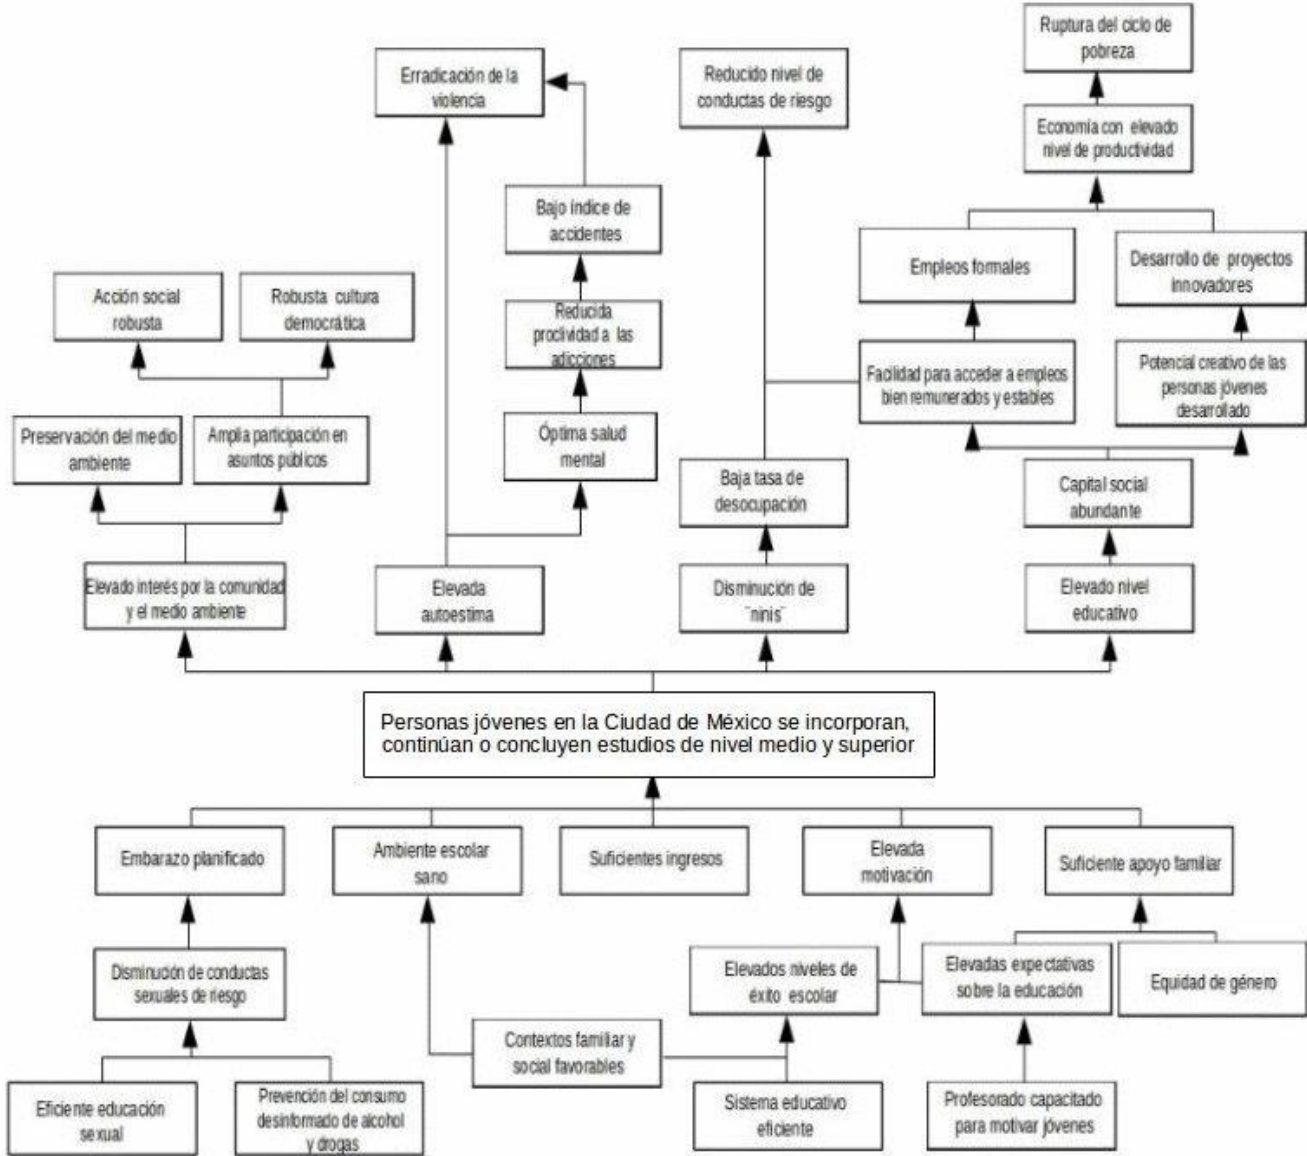 Ruptura del ciclo de
pobreza
Erradicación de la
violencia
Reducido nivel de
conductas de riesgo
Economía con elevado
nivel de productividad
Bajo índice de
accidentes
Empleos formales
Desarrollo de proyectos
innovadores
Acción social
robusta
Robusta cultura
democrática
Reducida
proclividad a las
adicciones
Facilidad para acceder a empleos
bien remunerados y estables
Potencial creativo de las
personas jóvenes
desarrollado
Preservación del medio
ambiente
Amplia participación en
asuntos públicos
Óptima salud
mental
Baja tasa de
desocupación
Capital social
abundante
Elevado interés por la comunidad
y el medio ambiente
Elevada
autoestima
Disminución de
¨ninis¨
Elevado nivel
educativo
Personas jóvenes en la Ciudad de México se incorporan,
continúan o concluyen estudios de nivel medio y superior
Embarazo planificado
Ambiente escolar
sano
Suficientes ingresos
Elevada
motivación
Suficiente apoyo familiar
Disminución de conductas
sexuales de riesgo
Elevados niveles de
éxito escolar
Elevadas expectativas
sobre la educación
Equidad de género
Contextos familiar y
social favorables
Eficiente educación
sexual
Prevención del consumo
desinformado de alcohol
y drogas
Sistema educativo
eficiente
Profesorado capacitado
para motivar jóvenes